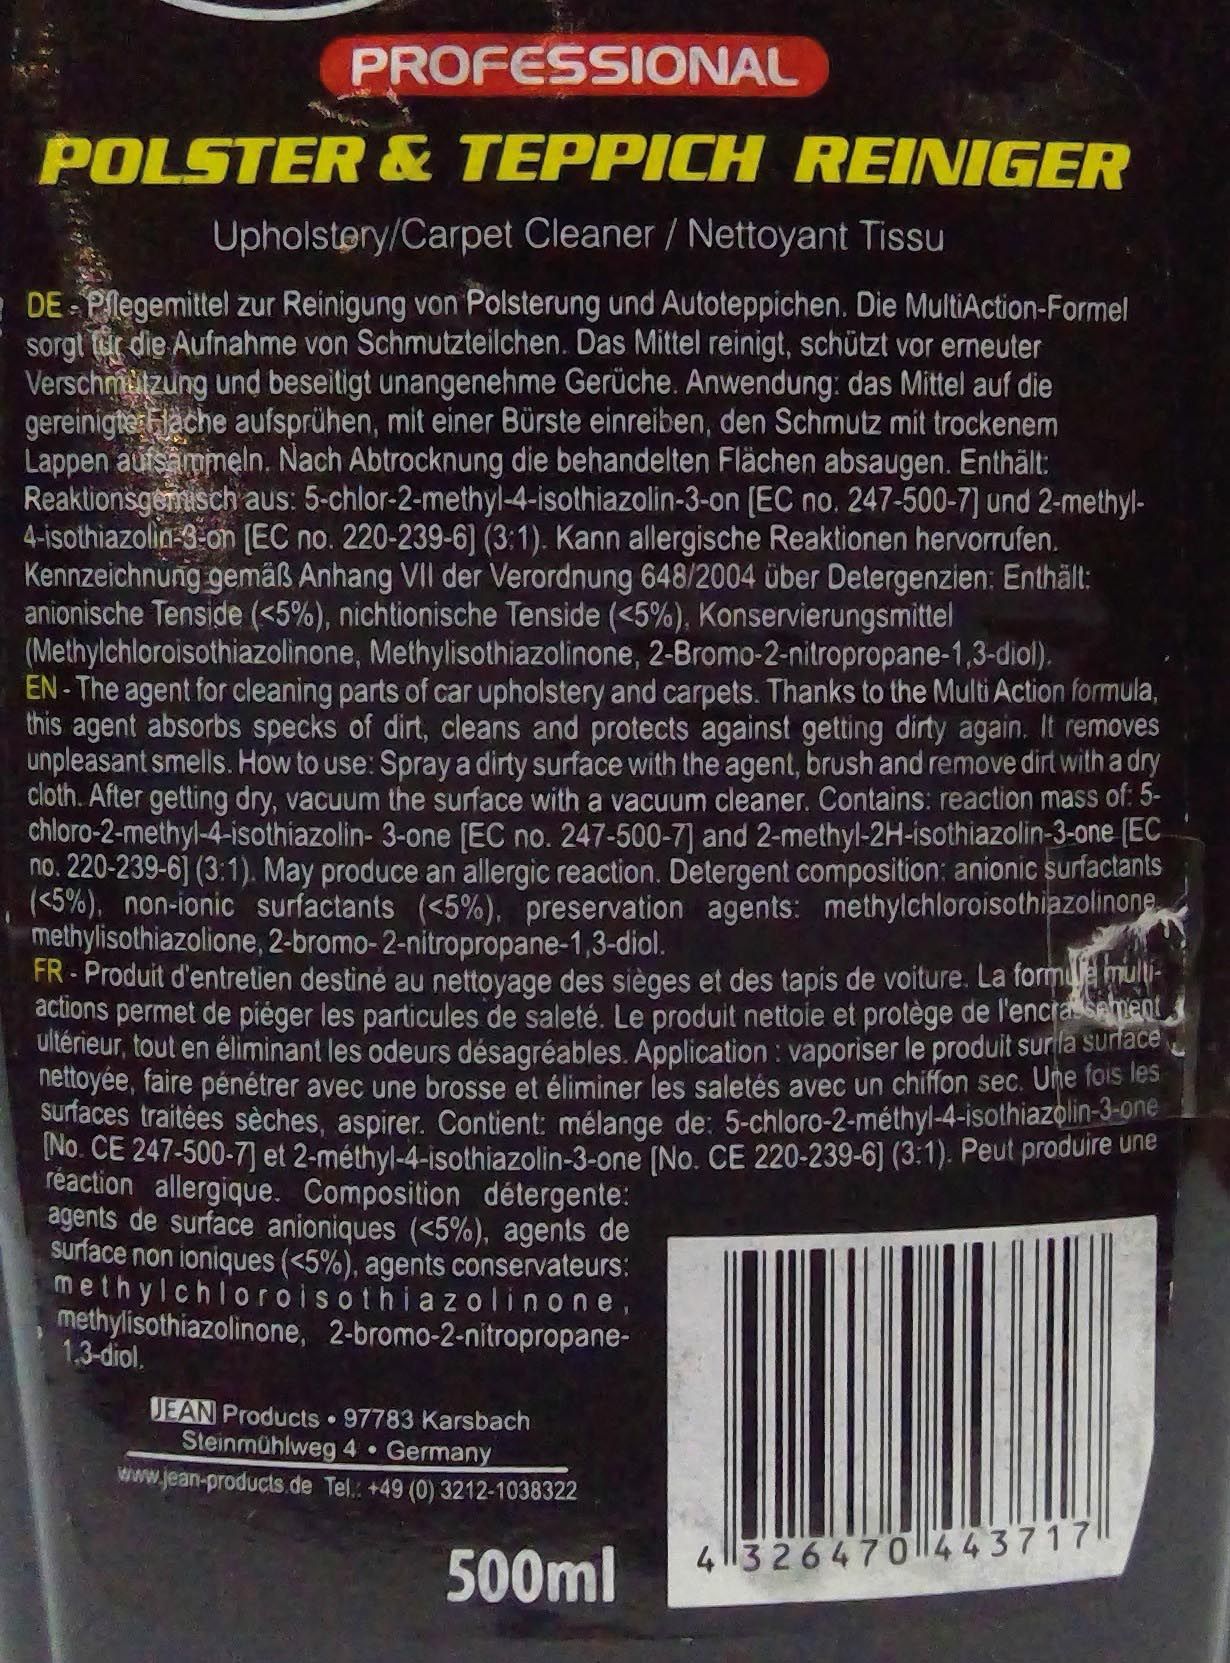 PROFESSIONAL
POLSTER & TEPPICH REINIGER
Upholstery/Carpet Cleaner / Nettoyant Tissu
DE - Pflegemittel zur Reinigung von Polsterung und Autoteppichen. Die MultiAction-Formel
sorgt für die Aufnahme von Schmutzteilchen. Das Mittel reinigt, schützt vor erneuter
Verschmutzung und beseitigt unangenehme Gerüche. Anwendung: das Mittel auf die
gereinigte Fläche aufsprühen, mit einer Bürste einreiben, den Schmutz mit trockenem
Lappen aufsammeln. Nach Abtrocknung die behandelten Flächen absaugen. Enthält:
Reaktionsgemisch aus: 5-chlor-2-methyl-4-isothiazolin-3-on [EC no. 247-500-7] und 2-methyl-
4-isothiazolin-3-on [EC no. 220-239-6] (3:1). Kann allergische Reaktionen hervorrufen.
Kennzeichnung gemäß Anhang VII der Verordnung 648/2004 über Detergenzien: Enthält:
anionische Tenside (<5%), nichtionische Tenside (<5%), Konservierungsmittel
(Methylchloroisothiazolinone, Methylisothiazolinone, 2-Bromo-2-nitropropane-1,3-diol).
EN - The agent for cleaning parts of car upholstery and carpets. Thanks to the Multi Action formula,
this agent absorbs specks of dirt, cleans and protects against getting dirty again. It removes
unpleasant smells. How to use: Spray a dirty surface with the agent, brush and remove dirt with a dry
cloth. After getting dry, vacuum the surface with a vacuum cleaner. Contains: reaction mass of: 5-
chloro-2-methyl-4-isothiazolin- 3-one [EC no. 247-500-7] and 2-methyl-2H-isothiazolin-3-one [EC
no. 220-239-6] (3:1). May produce an allergic reaction. Detergent composition: anionic surfactants
(<5%), non-ionic surfactants (<5%), preservation agents: methylchloroisothiazolinone,
methylisothiazolione, 2-bromo- 2-nitropropane-1,3-diol.
FR - Produit d'entretien destiné au nettoyage des sièges et des tapis de voiture. La formule multi-
actions permet de piéger les particules de saleté. Le produit nettoie et protège de l'encrassement
ultérieur, tout en éliminant les odeurs désagréables. Application : vaporiser le produit sur la surface
nettoyée, faire pénétrer avec une brosse et éliminer les saletés avec un chiffon sec. Une fois les
surfaces traitées sèches, aspirer. Contient: mélange de: 5-chloro-2-méthyl-4-isothiazolin-3-one
[No. CE 247-500-7] et 2-méthyl-4-isothiazolin-3-one [No. CE 220-239-6] (3:1). Peut produire une
réaction allergique. Composition détergente:
agents de surface anioniques (<5%), agents de
surface non ioniques (<5%), agents conservateurs:
methylchloroisothiazolinone,
methylisothiazolinone, 2-bromo-2-nitropropane-
1,3-diol.
JEAN Products • 97783 Karsbach
Steinmühlweg 4 • Germany
www.jean-products.de Tel.: +49 (0) 3212-1038322
500ml
4 326470 443717